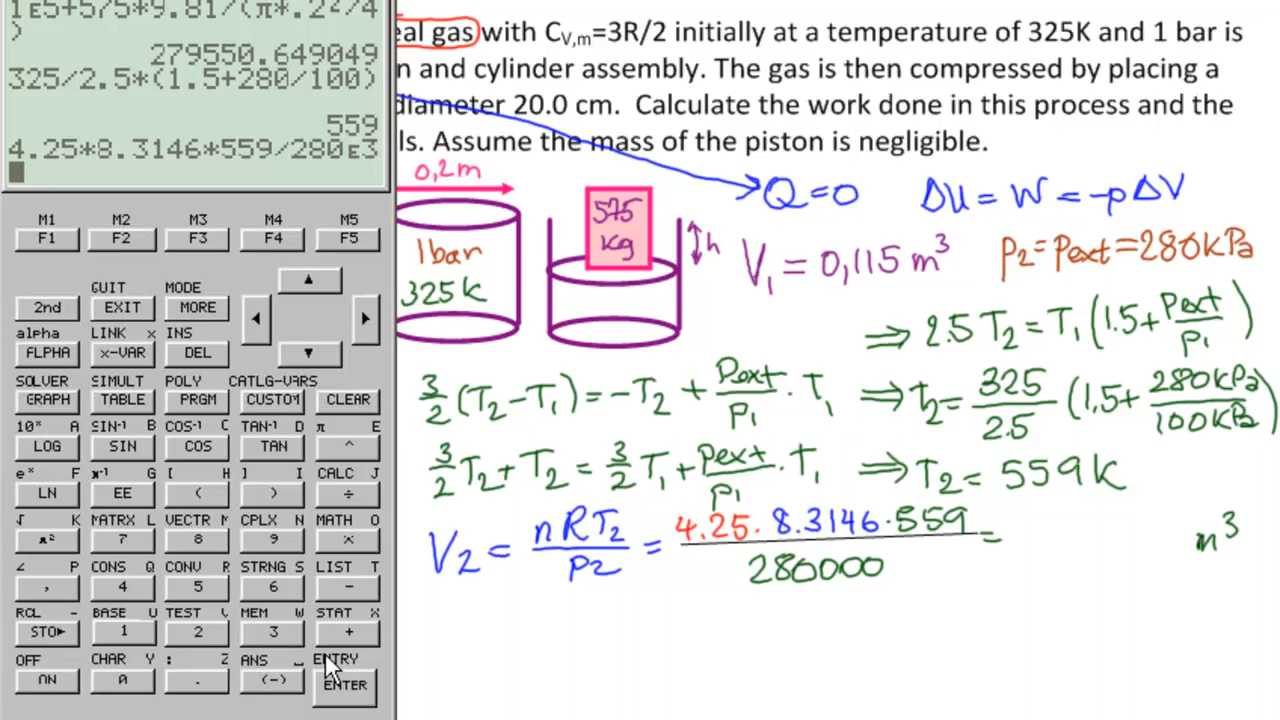 1E5+575*9.81/(π*.2²/4
)
279550.649049
325/2.5*(1.5+280/100)
559
4.25*8.3146*559/280E3
eal gas with CV,m=3R/2 initially at a temperature of 325K and 1 bar is
n and cylinder assembly. The gas is then compressed by placing a
diameter 20.0 cm. Calculate the work done in this process and the
ls. Assume the mass of the piston is negligible.
0,2m
1bar
325K
575
kg
h
Q=0 ΔU = W = -pΔV
V1 = 0,115 m³ P2 = Pext = 280kPa
⇒ 2.5 T2 = T1 (1.5+ Pext/P1)
3/2 (T2-T1) = -T2 + Pext/P1 · T1 ⇒ t2 = 325/2.5 (1,5+ 280kPa/100kPa)
3/2 T2 + T2 = 3/2 T1 + Pext/P1 · T1 ⇒ T2 = 559K
V2 = nRT2/P2 = 4.25 · 8.3146 · 559/280000 = m³
M1 M2 M3 M4 M5
F1 F2 F3 F4 F5
QUIT MODE
2nd EXIT MORE
alpha LINK x INS
ALPHA x-VAR DEL
SOLVER SIMULT POLY CATLG-VARS
GRAPH TABLE PRGM CUSTOM CLEAR
10ˣ A SIN⁻¹ B COS⁻¹ C TAN⁻¹ D π E
LOG SIN COS TAN ^
eˣ F x⁻¹ G [ H ] I CALC J
LN EE ( ) ÷
√ K MATRX L VECTR M CPLX N MATH O
x² 7 8 9 ×
∠ P CONS Q CONV R STRNG S LIST T
, 4 5 6 -
RCL = BASE U TEST V MEM W STAT X
STO► 1 2 3 +
OFF CHAR Y : Z ANS ␣ ENTRY
ON 0 . (-) ENTER